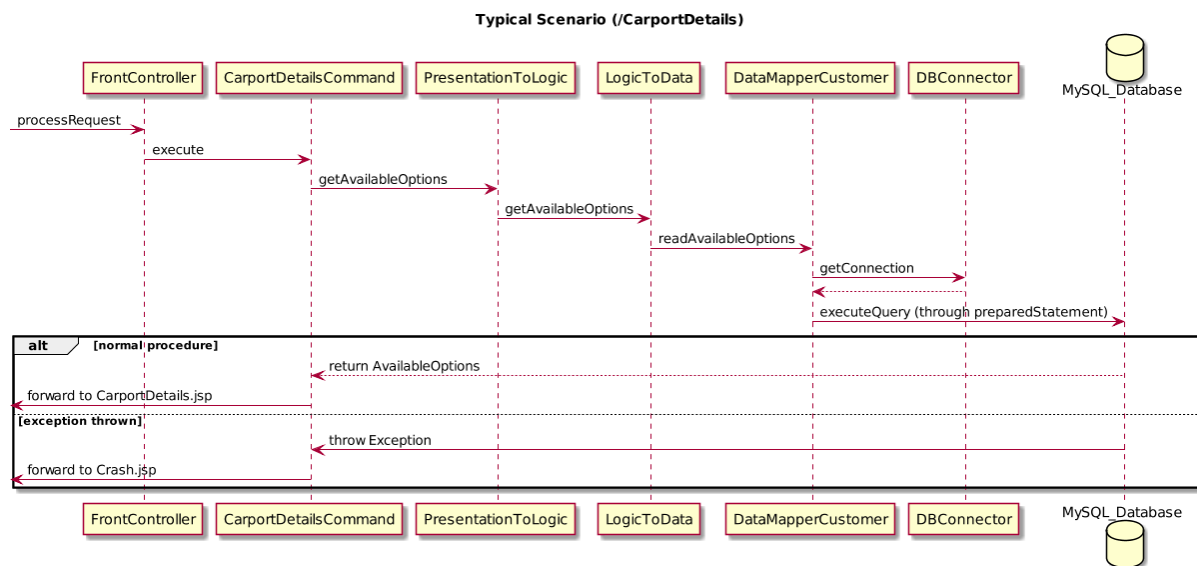 Typical Scenario (/CarportDetails)
FrontController
CarportDetailsCommand
PresentationToLogic
LogicToData
DataMapperCustomer
DBConnector
MySQL_Database
processRequest
execute
getAvailableOptions
getAvailableOptions
readAvailableOptions
getConnection
executeQuery (through preparedStatement)
alt [normal procedure]
return AvailableOptions
forward to CarportDetails.jsp
[exception thrown]
throw Exception
forward to Crash.jsp
FrontController
CarportDetailsCommand
PresentationToLogic
LogicToData
DataMapperCustomer
DBConnector
MySQL_Database